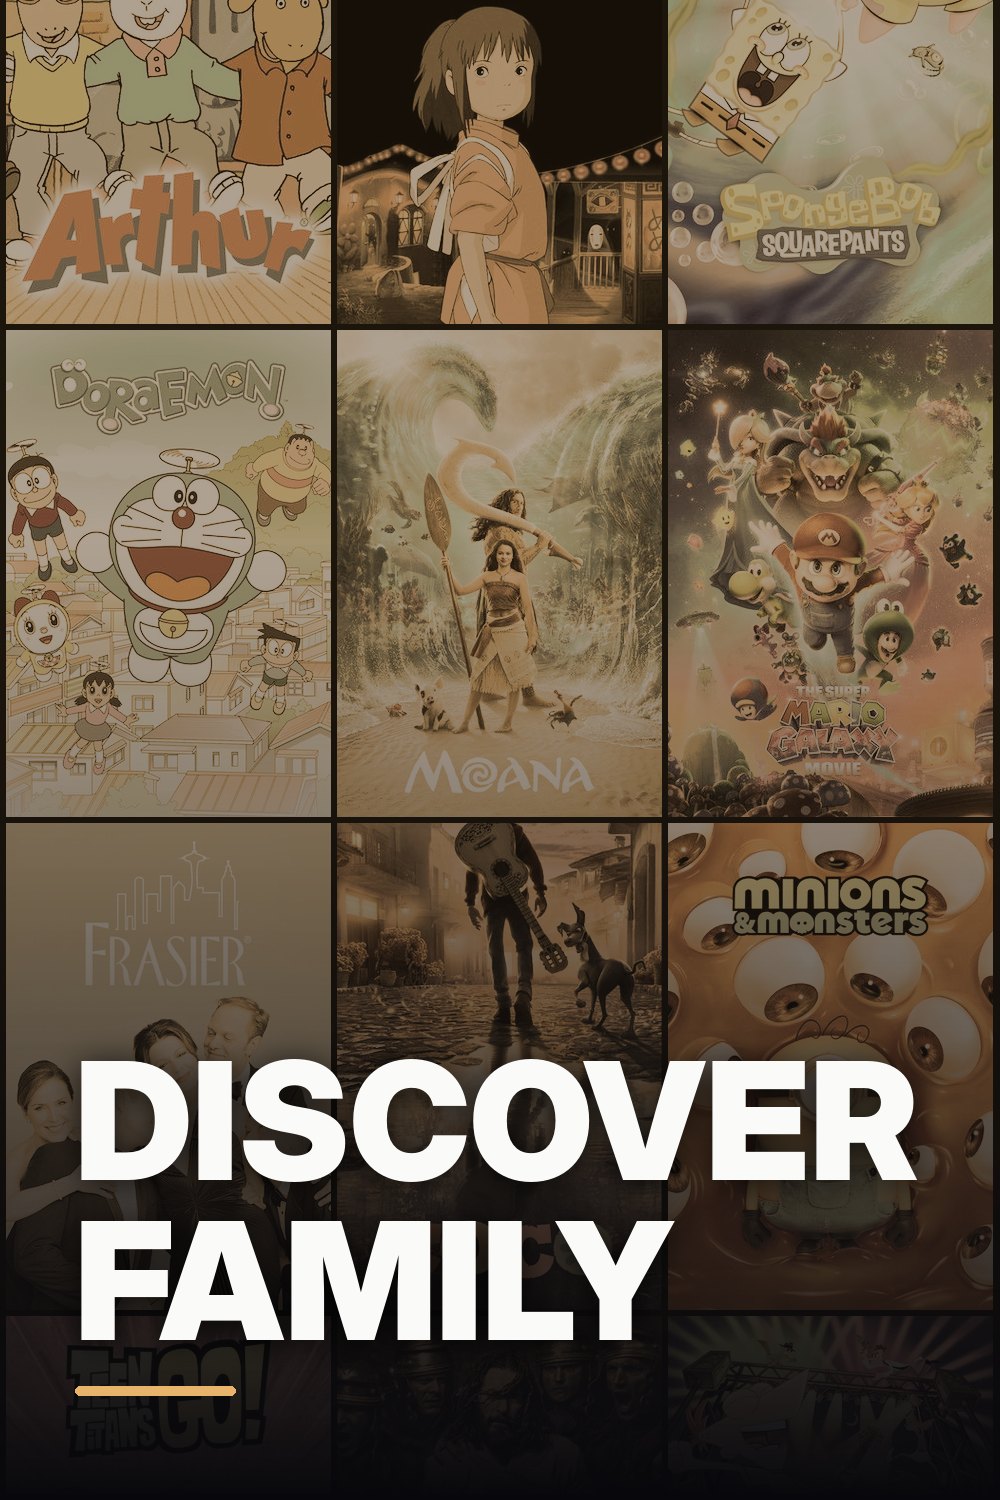 Arthur
SPONGEBOB
SQUAREPANTS
DORAEMON
MOANA
THE SUPER
MARIO
GALAXY
MOVIE
FRASIER
minions
&monsters
DISCOVER
FAMILY
TEEN
TITANS
GO!